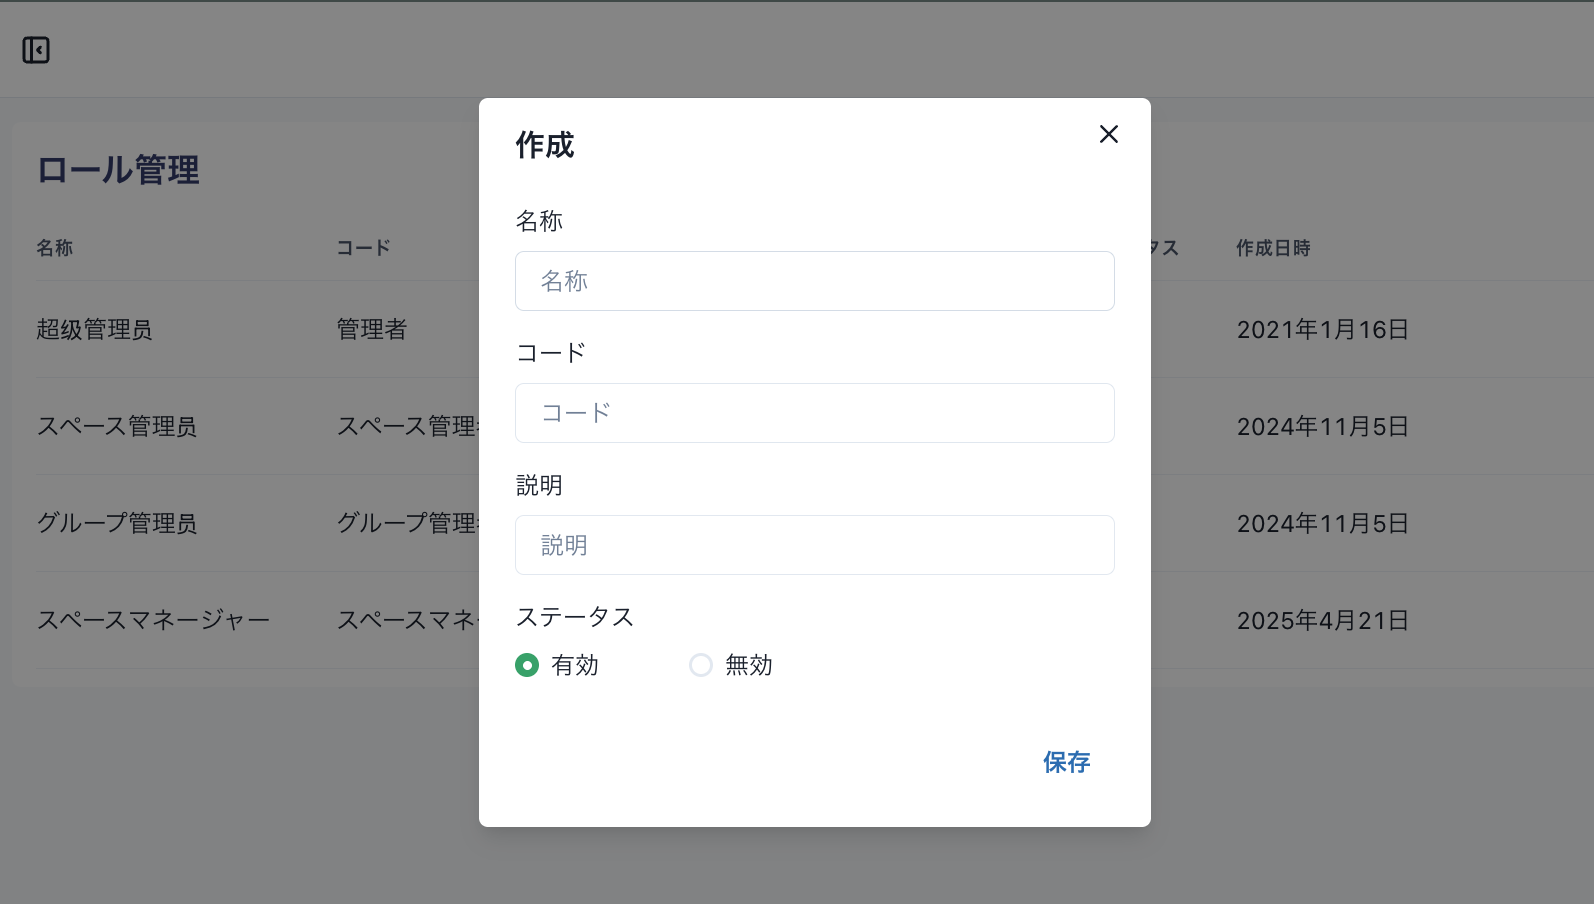 作成
名称
名称
コード
コード
説明
説明
ステータス
有効 無効
保存
ロール管理
名称 コード タス 作成日時
超级管理员 管理者 2021年1月16日
スペース管理员 スペース管理 2024年11月5日
グループ管理员 グループ管理 2024年11月5日
スペースマネージャー スペースマネ 2025年4月21日